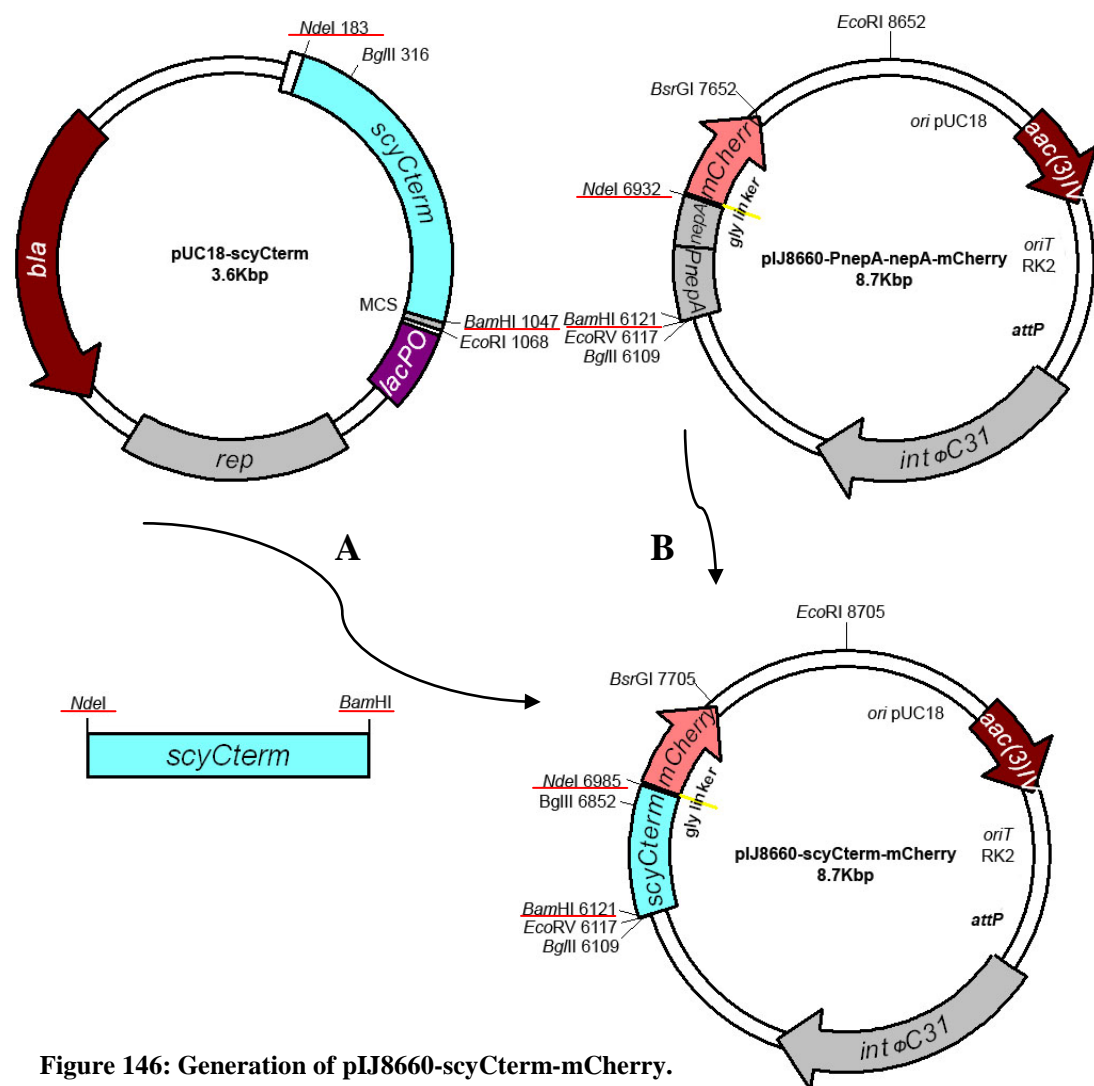 NdeI 183
BglII 316
scyCterm
bla
pUC18-scyCterm
3.6Kbp
MCS
BamHI 1047
EcoRI 1068
lacPO
rep
EcoRI 8652
BsrGI 7652
ori pUC18
aac(3)IV
mCherry
NdeI 6932
gly linker
nepA
pIJ8660-PnepA-nepA-mCherry
8.7Kbp
oriT
RK2
PnepA
BamHI 6121
EcoRV 6117
BglII 6109
attP
int φC31
A
B
NdeI
BamHI
scyCterm
EcoRI 8705
BsrGI 7705
ori pUC18
aac(3)IV
mCherry
NdeI 6985
BglII 6852
gly linker
scyCterm
pIJ8660-scyCterm-mCherry
8.7Kbp
oriT
RK2
BamHI 6121
EcoRV 6117
BglII 6109
attP
int φC31
Figure 146: Generation of pIJ8660-scyCterm-mCherry.